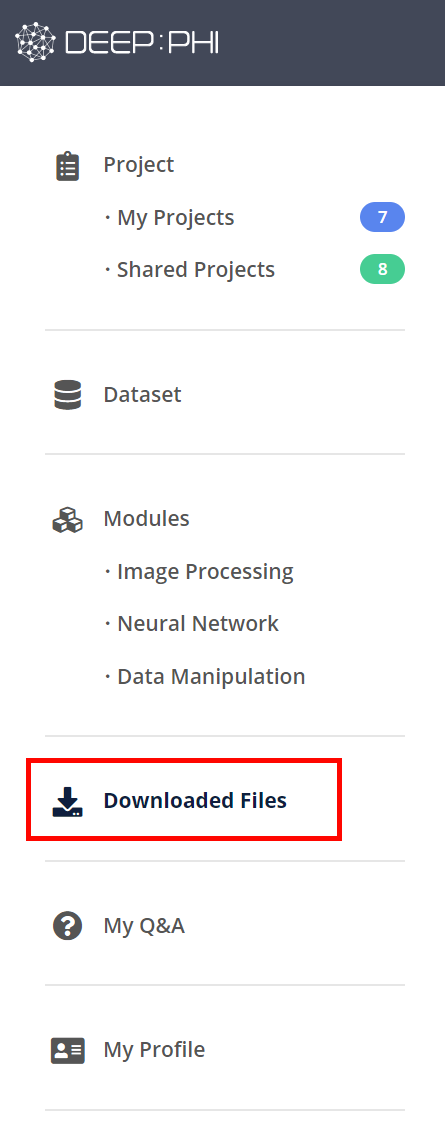 DEEP:PHI
Project
· My Projects 7
· Shared Projects 8
Dataset
Modules
· Image Processing
· Neural Network
· Data Manipulation
Downloaded Files
My Q&A
My Profile